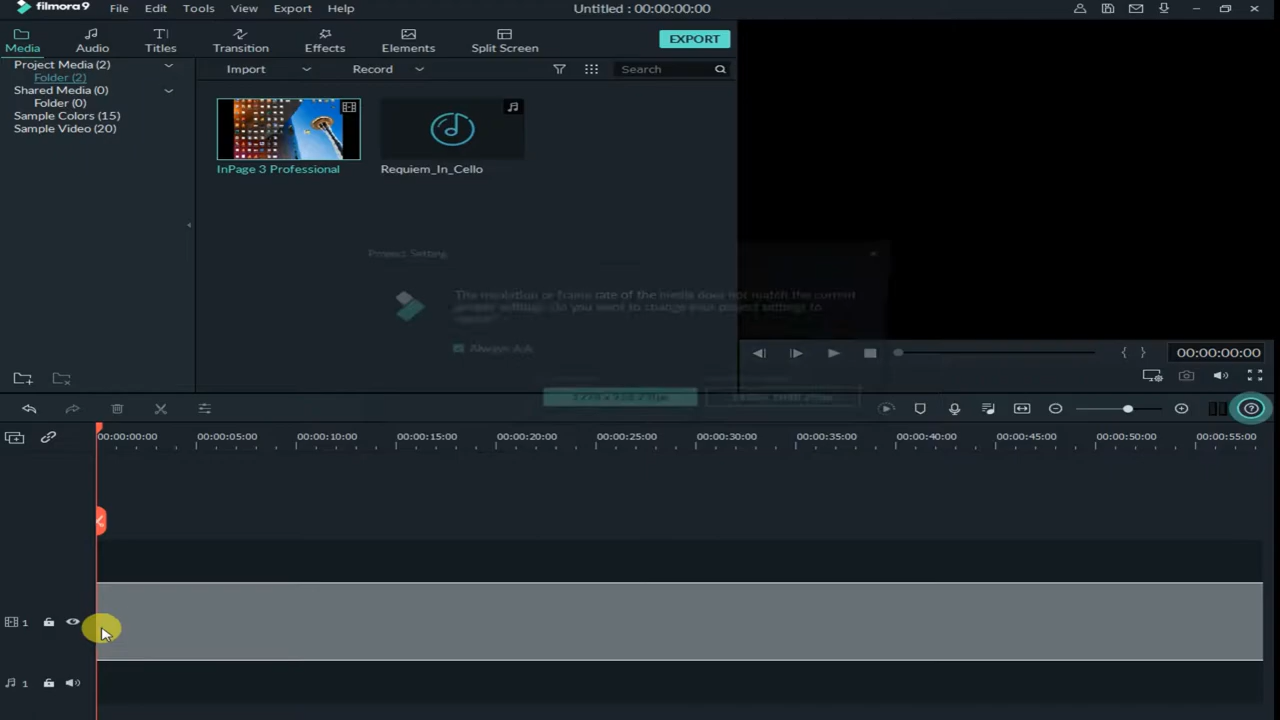 filmora9 File Edit Tools View Export Help Untitled : 00:00:00:00
Media Audio Titles Transition Effects Elements Split Screen EXPORT
Project Media (2) Import Record Search
Folder (2)
Shared Media (0)
Folder (0)
Sample Colors (15)
Sample Video (20)
InPage 3 Professional Requiem_In_Cello
Project Setting
The resolution or frame rate of the media does not match the current
project settings. Do you want to change your project settings to
Always Ask
00:00:00:00
00:00:00:00 00:00:05:00 00:00:10:00 00:00:15:00 00:00:20:00 00:00:25:00 00:00:30:00 00:00:35:00 00:00:40:00 00:00:45:00 00:00:50:00 00:00:55:00
1
1